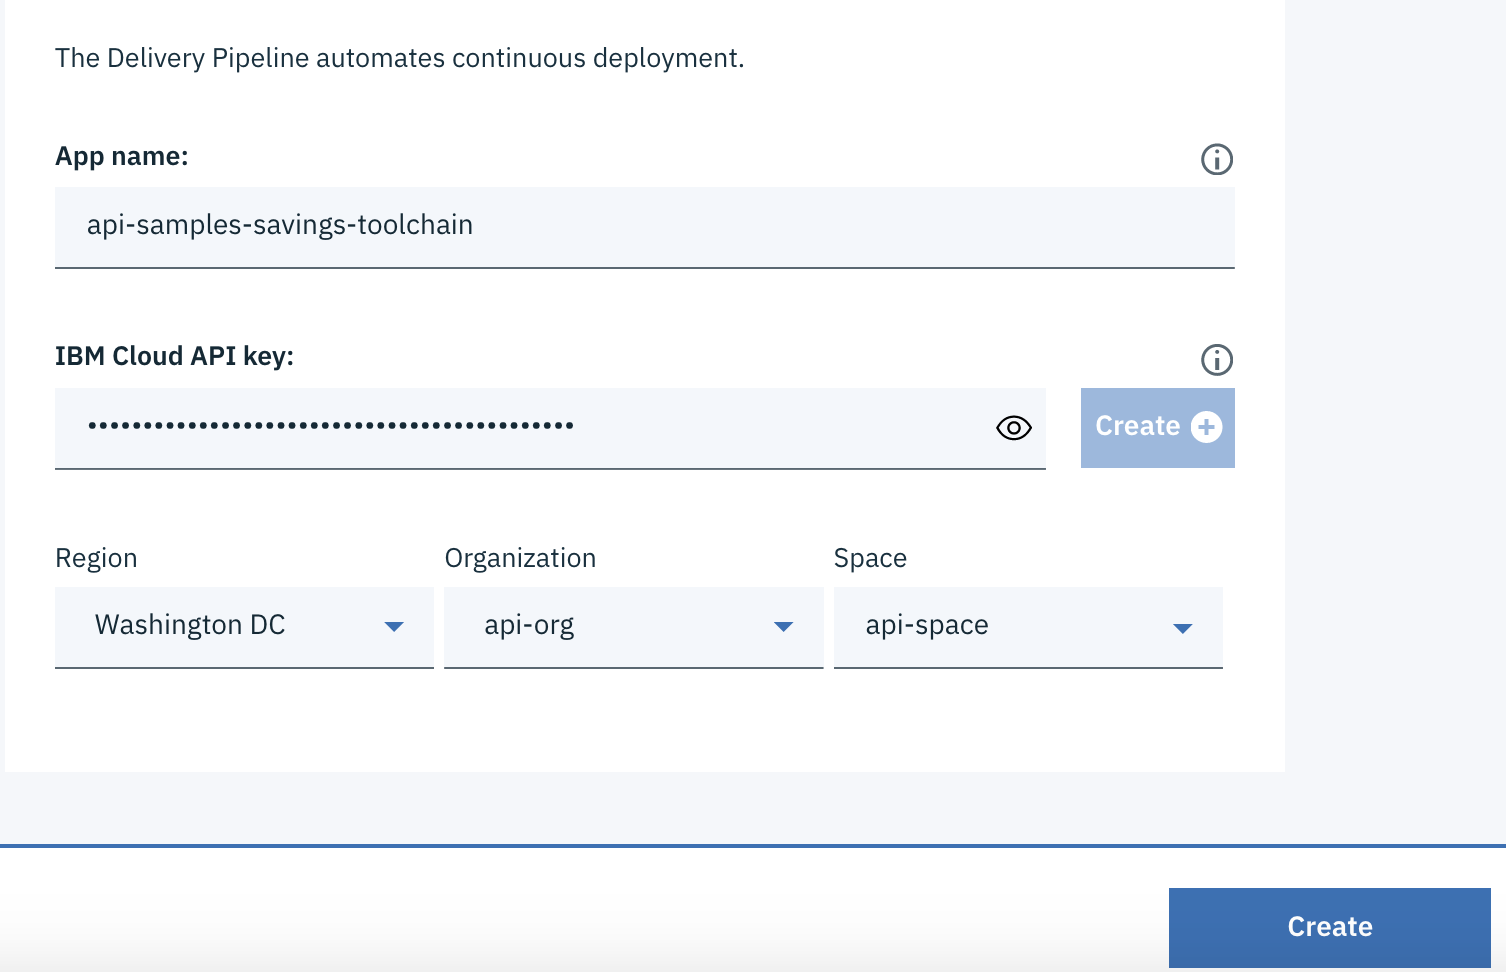 The Delivery Pipeline automates continuous deployment.
App name:
api-samples-savings-toolchain
IBM Cloud API key:
••••••••••••••••••••••••••••••••••••••••••••
Create
Region Organization Space
Washington DC api-org api-space
Create